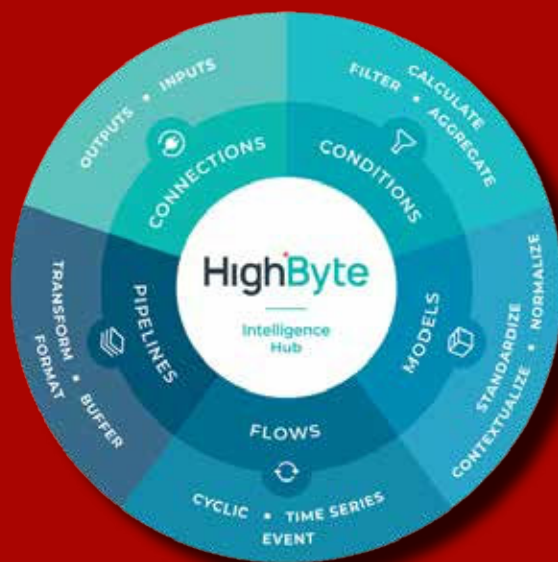 HighByte
Intelligence
Hub
CONNECTIONS
OUTPUTS • INPUTS
CONDITIONS
CALCULATE
FILTER • AGGREGATE
MODELS
STANDARDIZE
CONTEXTUALIZE • NORMALIZE
FLOWS
CYCLIC • TIME SERIES
EVENT
PIPELINES
TRANSFORM • BUFFER
FORMAT